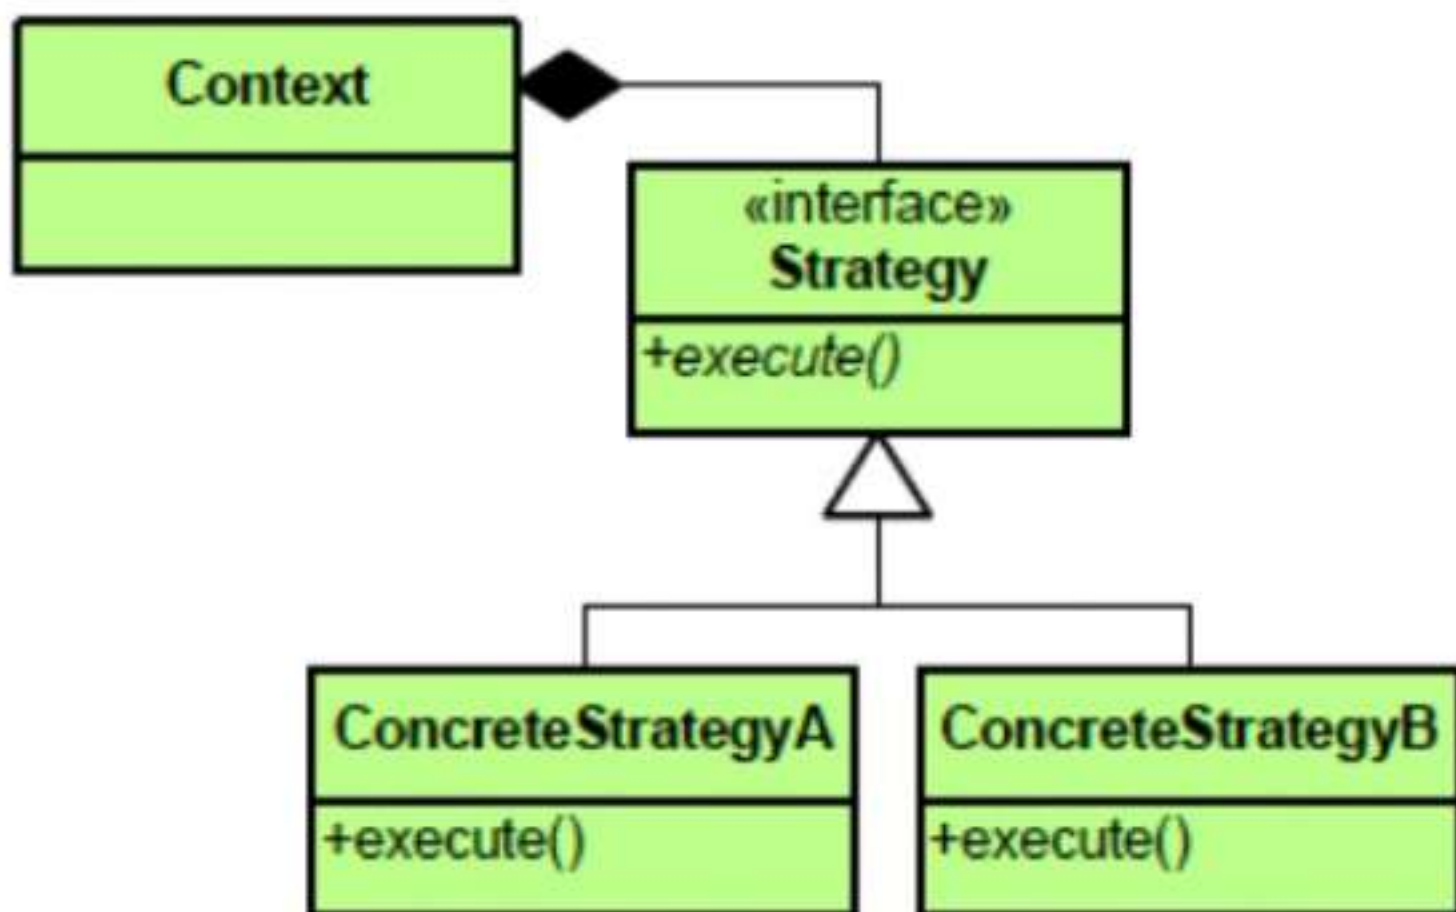 Context
«interface»
Strategy
+execute()
ConcreteStrategyA
+execute()
ConcreteStrategyB
+execute()